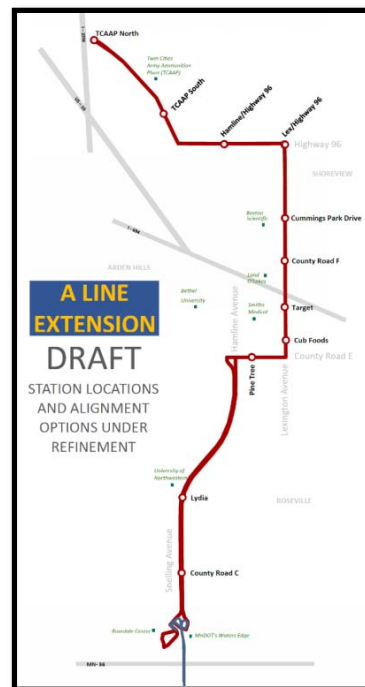 TCAAP North
I - 35W
Twin Cities
Army Ammunition
Plant (TCAAP)
US - 10
TCAAP South
Hamline/Highway 96
Lex/Highway 96
Highway 96
SHOREVIEW
Boston
Scientific
Cummings Park Drive
I - 694
County Road F
ARDEN HILLS
Land
O'Lakes
A LINE
EXTENSION
Bethel
University
Hamline Avenue
Smiths
Medical
Target
DRAFT
Cub Foods
County Road E
Pine Tree
Lexington Avenue
STATION LOCATIONS
AND ALIGNMENT
OPTIONS UNDER
REFINEMENT
University of
Northwestern
Lydia
ROSEVILLE
Snelling Avenue
County Road C
Rosedale Center
MnDOT's Waters Edge
MN- 36